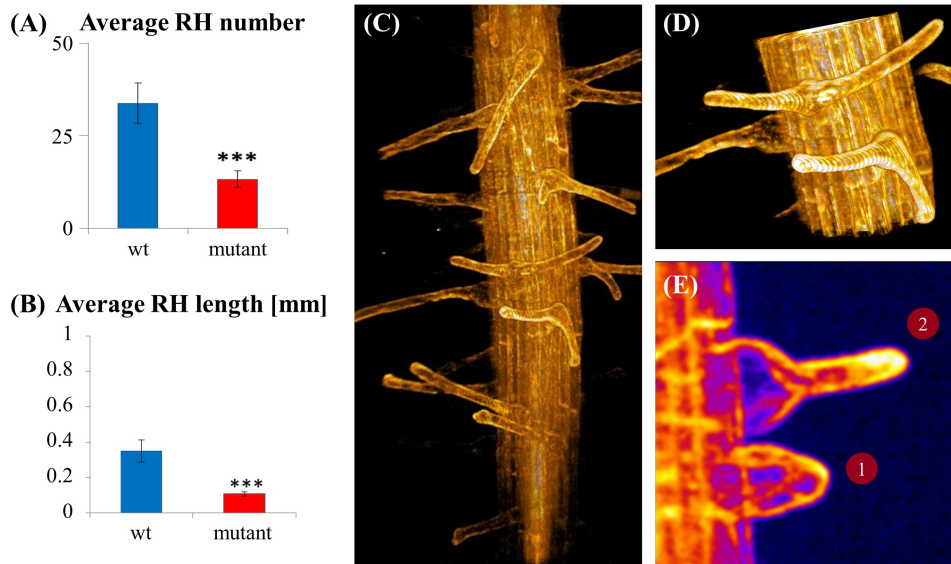 (A) Average RH number
50
25
0
***
wt mutant
(B) Average RH length [mm]
1
0.8
0.6
0.4
0.2
0
***
wt mutant
(C)
(D)
(E)
2
1